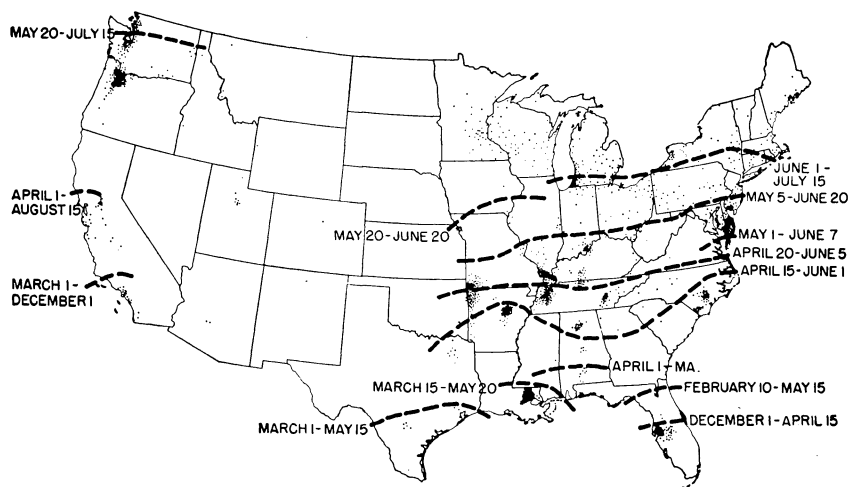 MAY 20-JULY 15
JUNE 1-
JULY 15
MAY 5-JUNE 20
APRIL 1-
AUGUST 15
MAY 20-JUNE 20
MAY 1-JUNE 7
APRIL 20-JUNE 5
APRIL 15-JUNE 1
MARCH 1-
DECEMBER 1
APRIL 1-MA.
MARCH 15-MAY 20
FEBRUARY 10-MAY 15
DECEMBER 1-APRIL 15
MARCH 1-MAY 15